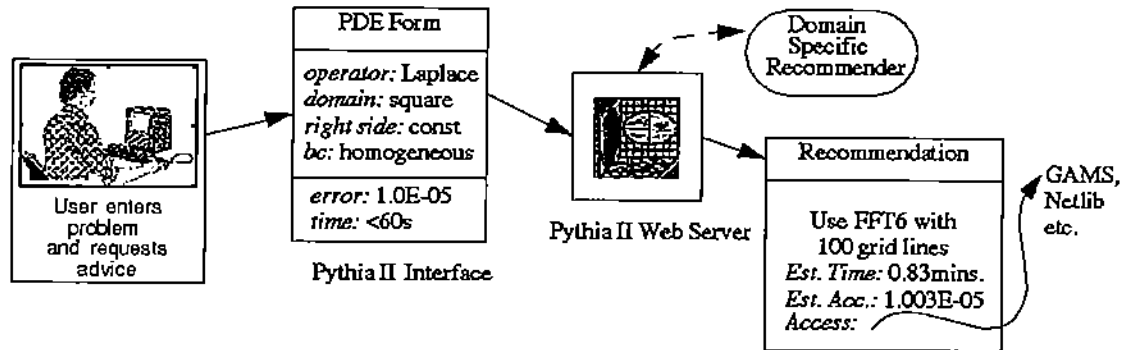 User enters
problem
and requests
advice
PDE Form
operator: Laplace
domain: square
right side: const
bc: homogeneous
error: 1.0E-05
time: <60s
Pythia II Interface
Pythia II Web Server
Domain
Specific
Recommender
Recommendation
Use FFT6 with
100 grid lines
Est. Time: 0.83mins.
Est. Acc.: 1.003E-05
Access:
GAMS,
Netlib
etc.